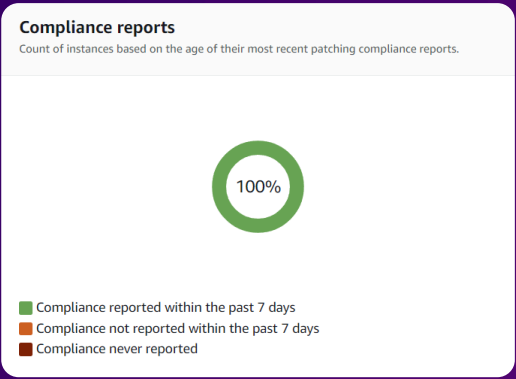 Compliance reports
Count of instances based on the age of their most recent patching compliance reports.
100%
Compliance reported within the past 7 days
Compliance not reported within the past 7 days
Compliance never reported